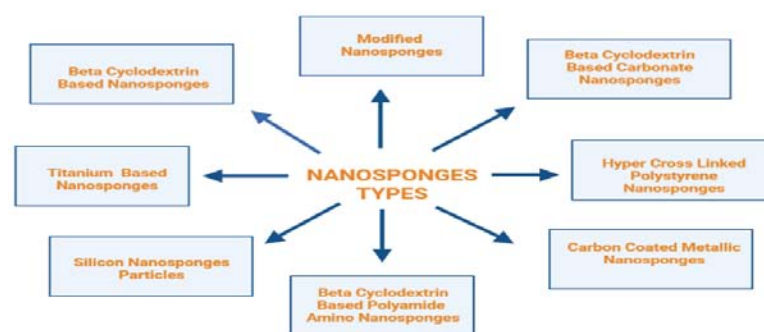 Modified
Nanosponges
Beta Cyclodextrin
Based Nanosponges
Beta Cyclodextrin
Based Carbonate
Nanosponges
Titanium Based
Nanosponges
NANOSPONGES
TYPES
Hyper Cross Linked
Polystyrene
Nanosponges
Silicon Nanosponges
Particles
Beta Cyclodextrin
Based Polyamide
Amino Nanosponges
Carbon Coated Metallic
Nanosponges